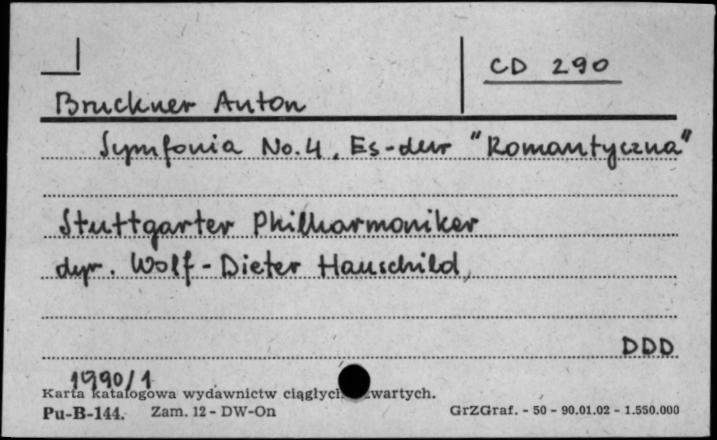 CD 290
Bruckner Anton
Symfonia No.4, Es-dur "Romantyczna"
Stuttgarter Philharmoniker
dyr. Wolf-Dieter Hauschild,
DDD
1990/1
Karta katalogowa wydawnictw ciągłych zwartych.
Pu-B-144. Zam. 12 - DW-On GrZGraf. - 50 - 90.01.02 - 1.550.000